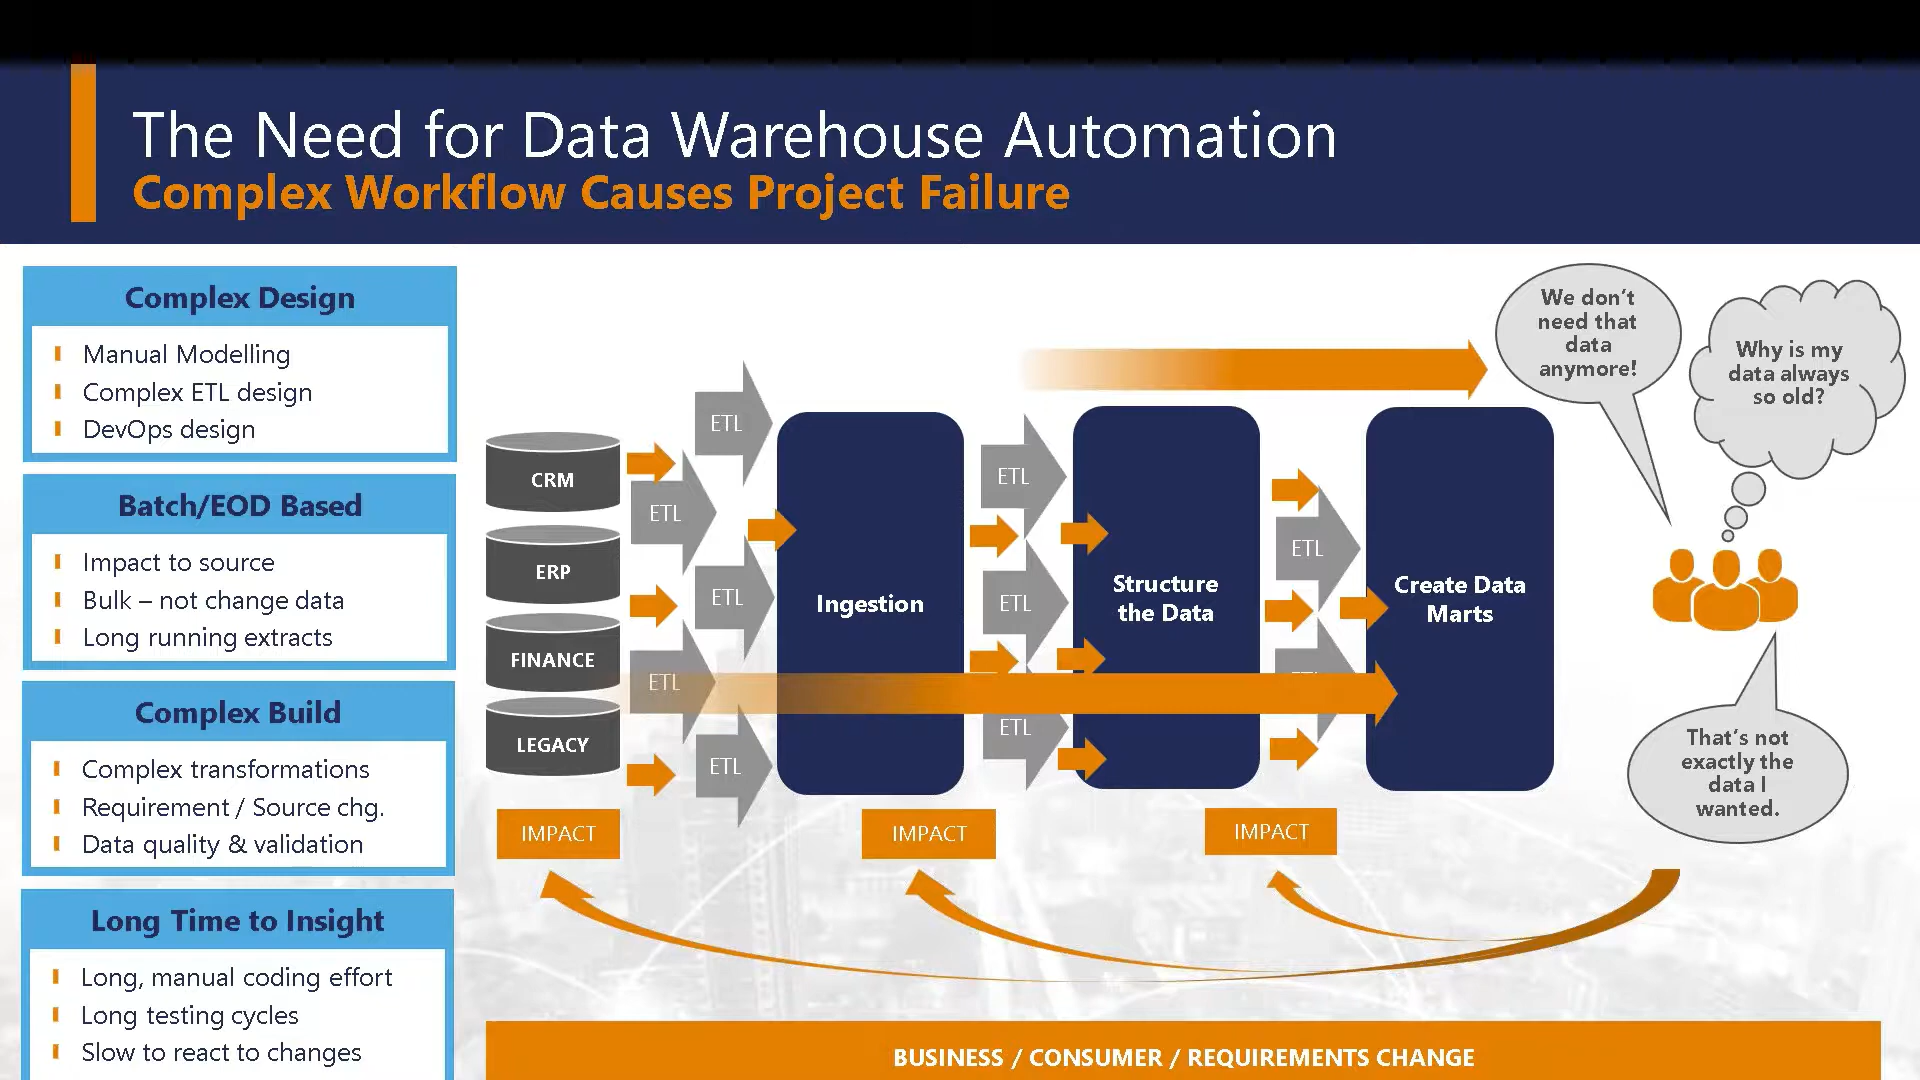 The Need for Data Warehouse Automation
Complex Workflow Causes Project Failure
Complex Design
Manual Modelling
Complex ETL design
DevOps design
Batch/EOD Based
Impact to source
Bulk – not change data
Long running extracts
Complex Build
Complex transformations
Requirement / Source chg.
Data quality & validation
Long Time to Insight
Long, manual coding effort
Long testing cycles
Slow to react to changes
CRM
ERP
FINANCE
LEGACY
ETL
ETL
ETL
ETL
ETL
Ingestion
ETL
ETL
ETL
Structure
the Data
ETL
Create Data
Marts
We don't
need that
data
anymore!
Why is my
data always
so old?
That's not
exactly the
data I
wanted.
IMPACT
IMPACT
IMPACT
BUSINESS / CONSUMER / REQUIREMENTS CHANGE